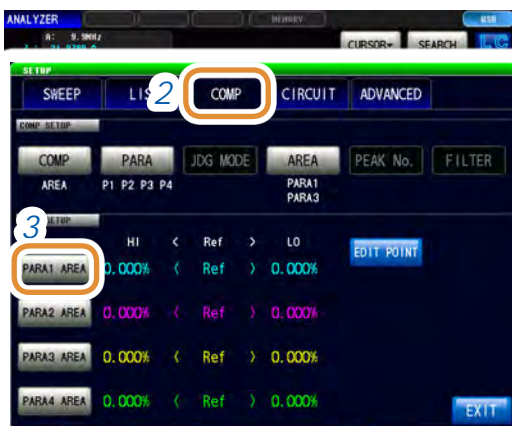 ANALYZER MEMORY USB
A: 9.9MHz
CURSOR SEARCH LC
SETUP
SWEEP LIS 2 COMP CIRCUIT ADVANCED
COMP SETUP
COMP PARA JDG MODE AREA PEAK No. FILTER
AREA P1 P2 P3 P4 PARA1
PARA3
3 SETUP
HI < Ref > LO EDIT POINT
PARA1 AREA 0.000% < Ref > 0.000%
PARA2 AREA 0.000% < Ref > 0.000%
PARA3 AREA 0.000% < Ref > 0.000%
PARA4 AREA 0.000% < Ref > 0.000%
EXIT